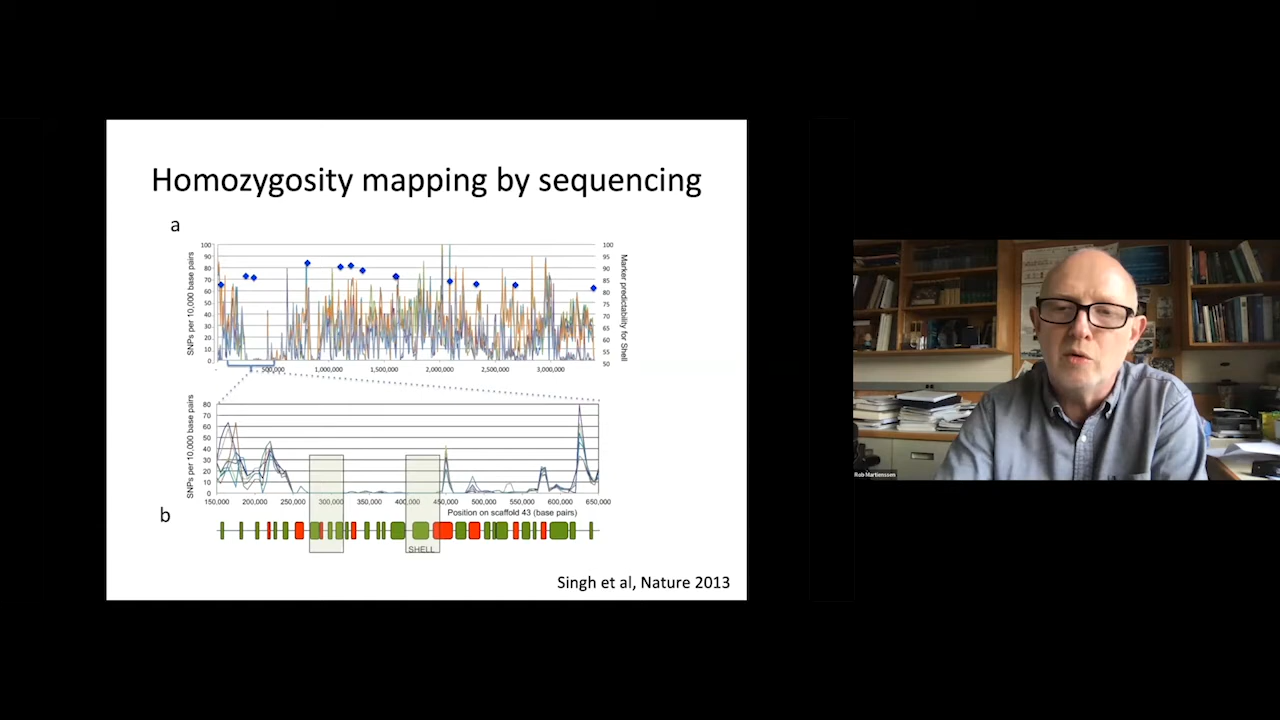 Homozygosity mapping by sequencing
a
SNPs per 10,000 base pairs
100
90
80
70
60
50
40
30
20
10
0
100
95
90
85
80
75
70
65
60
55
50
Marker predictability for Shell
500,000 1,000,000 1,500,000 2,000,000 2,500,000 3,000,000
SNPs per 10,000 base pairs
80
70
60
50
40
30
20
10
0
150,000 200,000 250,000 300,000 350,000 400,000 450,000 500,000 550,000 600,000 650,000
Position on scaffold 43 (base pairs)
b
SHELL
Singh et al, Nature 2013
Rob Martienssen